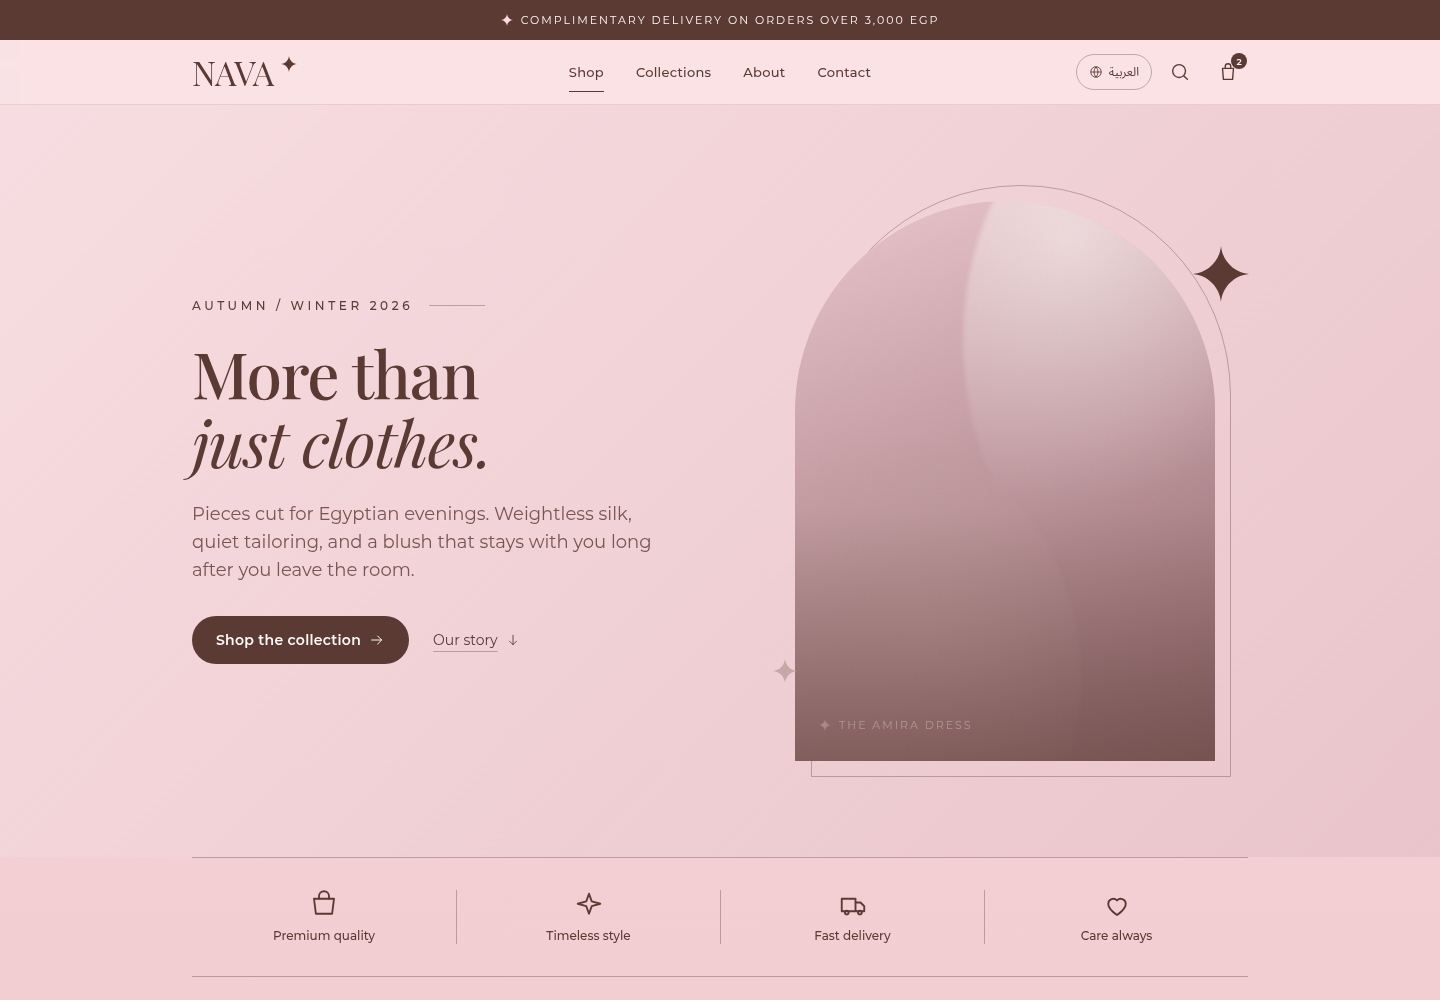 COMPLIMENTARY DELIVERY ON ORDERS OVER 3,000 EGP
NAVA
Shop
Collections
About
Contact
العربية
2
AUTUMN / WINTER 2026
More than
just clothes.
Pieces cut for Egyptian evenings. Weightless silk,
quiet tailoring, and a blush that stays with you long
after you leave the room.
Shop the collection
Our story
THE AMIRA DRESS
Premium quality
Timeless style
Fast delivery
Care always